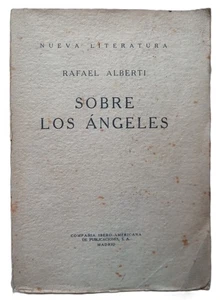 NUEVA LITERATURA
RAFAEL ALBERTI
SOBRE
LOS ÁNGELES
COMPAÑÍA IBERO-AMERICANA
DE PUBLICACIONES, S. A.
MADRID